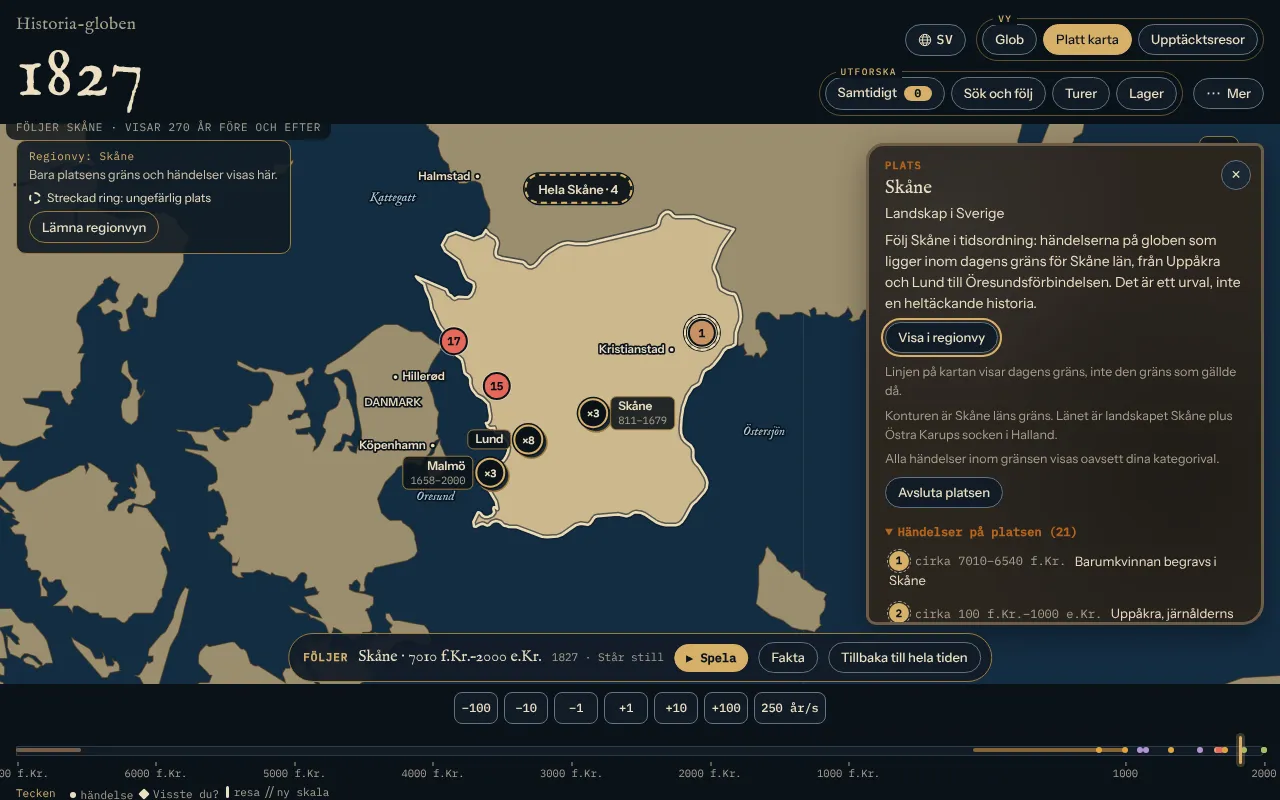 Historia-globen
1827
FÖLJER SKÅNE · VISAR 270 ÅR FÖRE OCH EFTER
SV
VY
Glob
Platt karta
Upptäcktsresor
UTFORSKA
Samtidigt 0
Sök och följ
Turer
Lager
··· Mer
Regionvy: Skåne
Bara platsens gräns och händelser visas här.
Streckad ring: ungefärlig plats
Lämna regionvyn
Halmstad
Kattegatt
Hela Skåne · 4
17
1
Kristianstad
Hillerød
15
DANMARK
×3
Skåne
811–1679
Östersjön
Köpenhamn
Lund
×8
Malmö
1658–2000
×3
Öresund
PLATS
Skåne
×
Landskap i Sverige
Följ Skåne i tidsordning: händelserna på globen som
ligger inom dagens gräns för Skåne län, från Uppåkra
och Lund till Öresundsförbindelsen. Det är ett urval, inte
en heltäckande historia.
Visa i regionvy
Linjen på kartan visar dagens gräns, inte den gräns som gällde
då.
Konturen är Skåne läns gräns. Länet är landskapet Skåne plus
Östra Karups socken i Halland.
Alla händelser inom gränsen visas oavsett dina kategorival.
Avsluta platsen
▼ Händelser på platsen (21)
1 cirka 7010–6540 f.Kr. Barumkvinnan begravs i
Skåne
2 cirka 100 f.Kr.–1000 e.Kr. Uppåkra, järnålderns
FÖLJER Skåne · 7010 f.Kr.–2000 e.Kr. 1827 · Står still
▶ Spela
Fakta
Tillbaka till hela tiden
−100
−10
−1
+1
+10
+100
250 år/s
00 f.Kr.
6000 f.Kr.
5000 f.Kr.
4000 f.Kr.
3000 f.Kr.
2000 f.Kr.
1000 f.Kr.
1000
2000
Tecken ● händelse ◆ Visste du? resa // ny skala